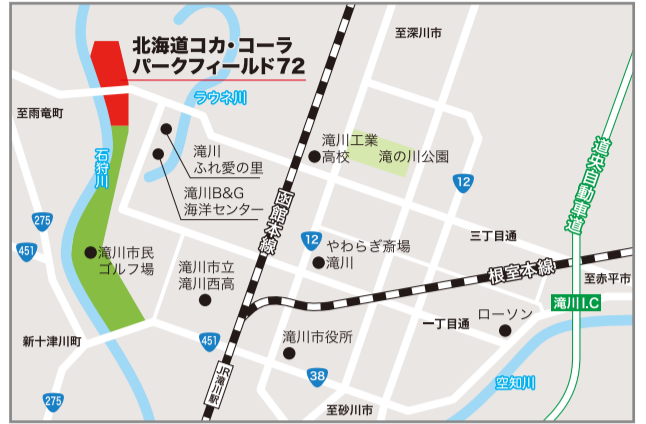 北海道コカ・コーラ
パークフィールド72
至深川市
ラウネ川
至雨竜町
石狩川
滝川
ふれ愛の里
滝川B&G
海洋センター
滝川工業
高校
滝の川公園
道央自動車道
函館本線
12
12
三丁目通
275
451
滝川市民
ゴルフ場
滝川市立
滝川西高
やわらぎ斎場
滝川
根室本線
至赤平市
滝川I.C
ローソン
一丁目通
新十津川町
451
滝川市役所
JR滝川駅
38
空知川
275
至砂川市